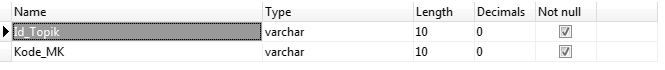 Name Type Length Decimals Not null
Id_Topik varchar 10 0
Kode_MK varchar 10 0